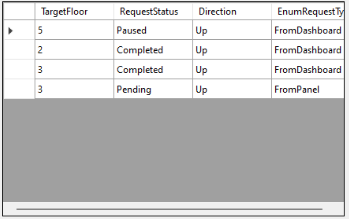 TargetFloor RequestStatus Direction EnumRequestTy
5 Paused Up FromDashboard
2 Completed Up FromDashboard
3 Completed Up FromDashboard
3 Pending Up FromPanel